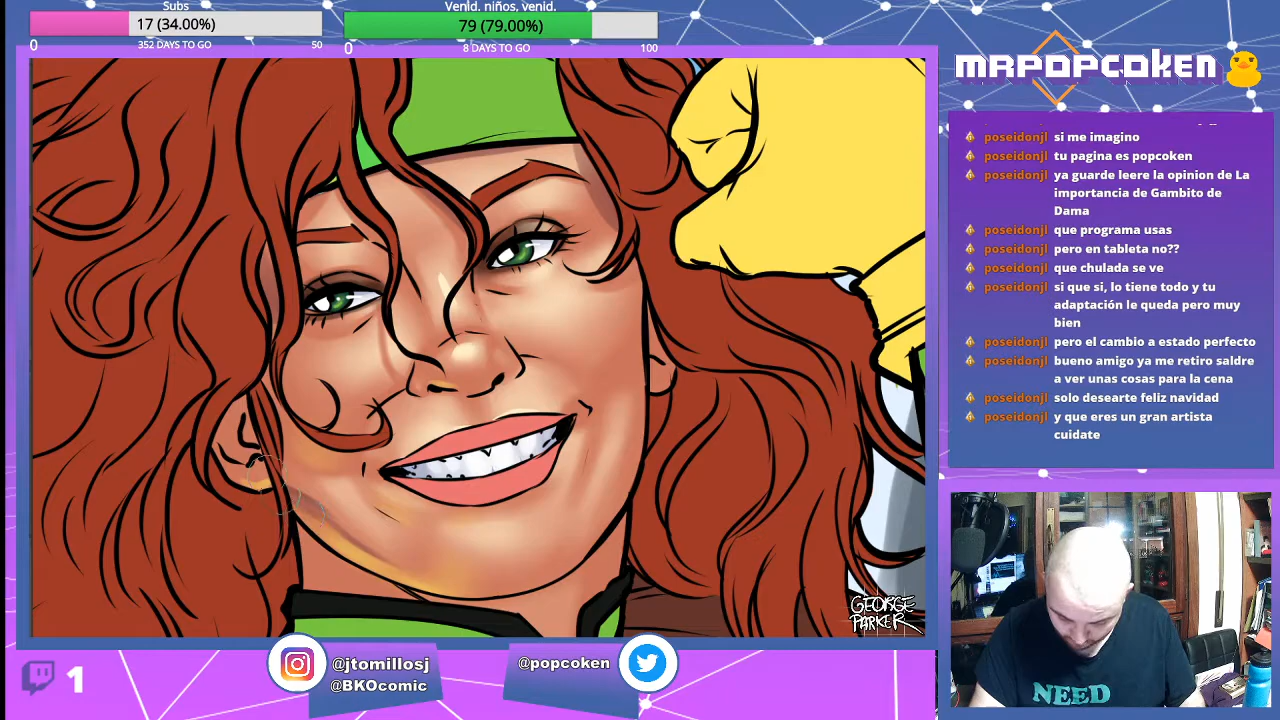 Subs
17 (34.00%)
0
352 DAYS TO GO
50
Venid. niños, venid.
79 (79.00%)
0
8 DAYS TO GO
100
MRPOPCOKEN
poseidonjl si me imagino
poseidonjl tu pagina es popcoken
poseidonjl ya guarde leere la opinion de La
importancia de Gambito de
Dama
poseidonjl que programa usas
poseidonjl pero en tableta no??
poseidonjl que chulada se ve
poseidonjl si que si, lo tiene todo y tu
adaptación le queda pero muy
bien
poseidonjl pero el cambio a estado perfecto
poseidonjl bueno amigo ya me retiro saldre
a ver unas cosas para la cena
poseidonjl solo desearte feliz navidad
poseidonjl y que eres un gran artista
cuidate
GEORGE
PARKER
1
@jtomillosj
@BKOcomic
@popcoken
NEED